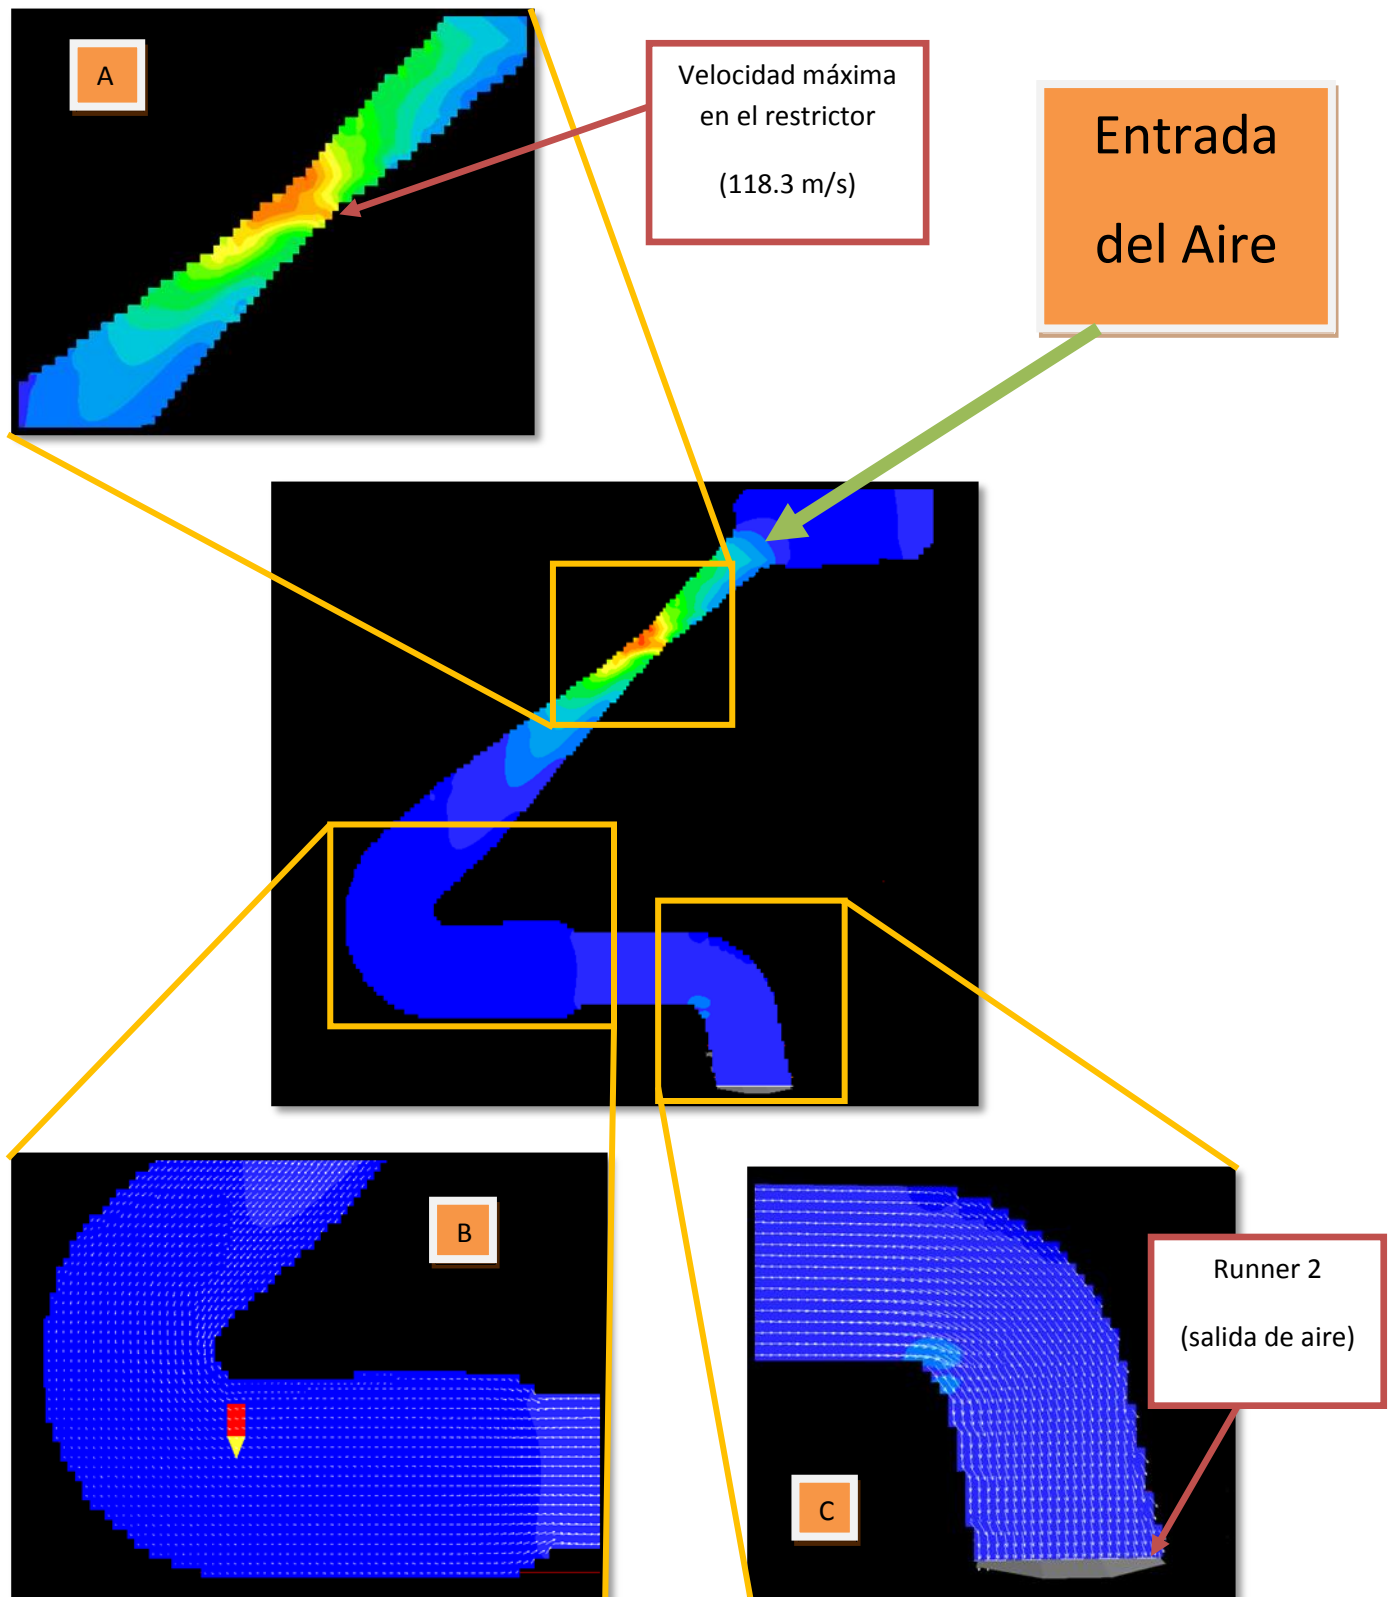 A
Velocidad máxima
en el restrictor
(118.3 m/s)
Entrada
del Aire
B
C
Runner 2
(salida de aire)